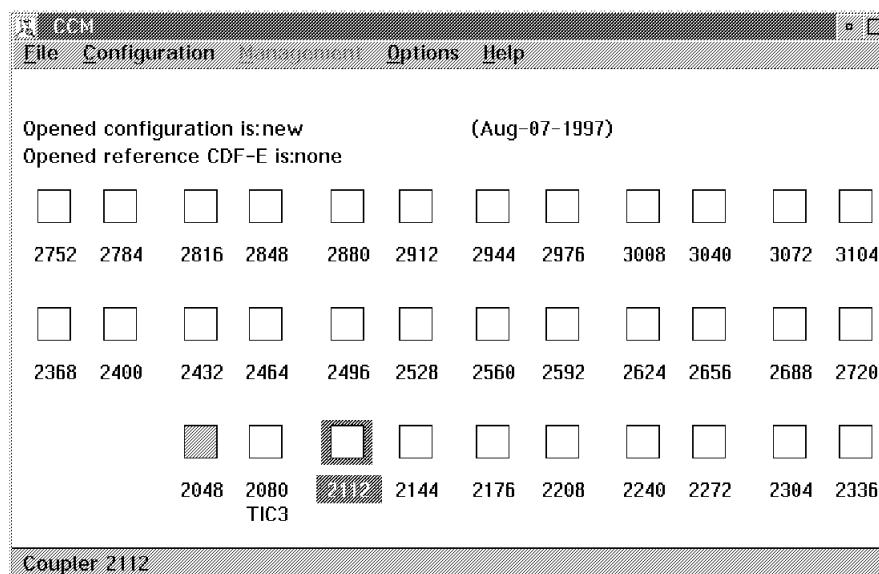 CCM
File Configuration Management Options Help
Opened configuration is:new (Aug-07-1997)
Opened reference CDF-E is:none
2752 2784 2816 2848 2880 2912 2944 2976 3008 3040 3072 3104
2368 2400 2432 2464 2496 2528 2560 2592 2624 2656 2688 2720
2048 2080 2112 2144 2176 2208 2240 2272 2304 2336
TIC3
Coupler 2112